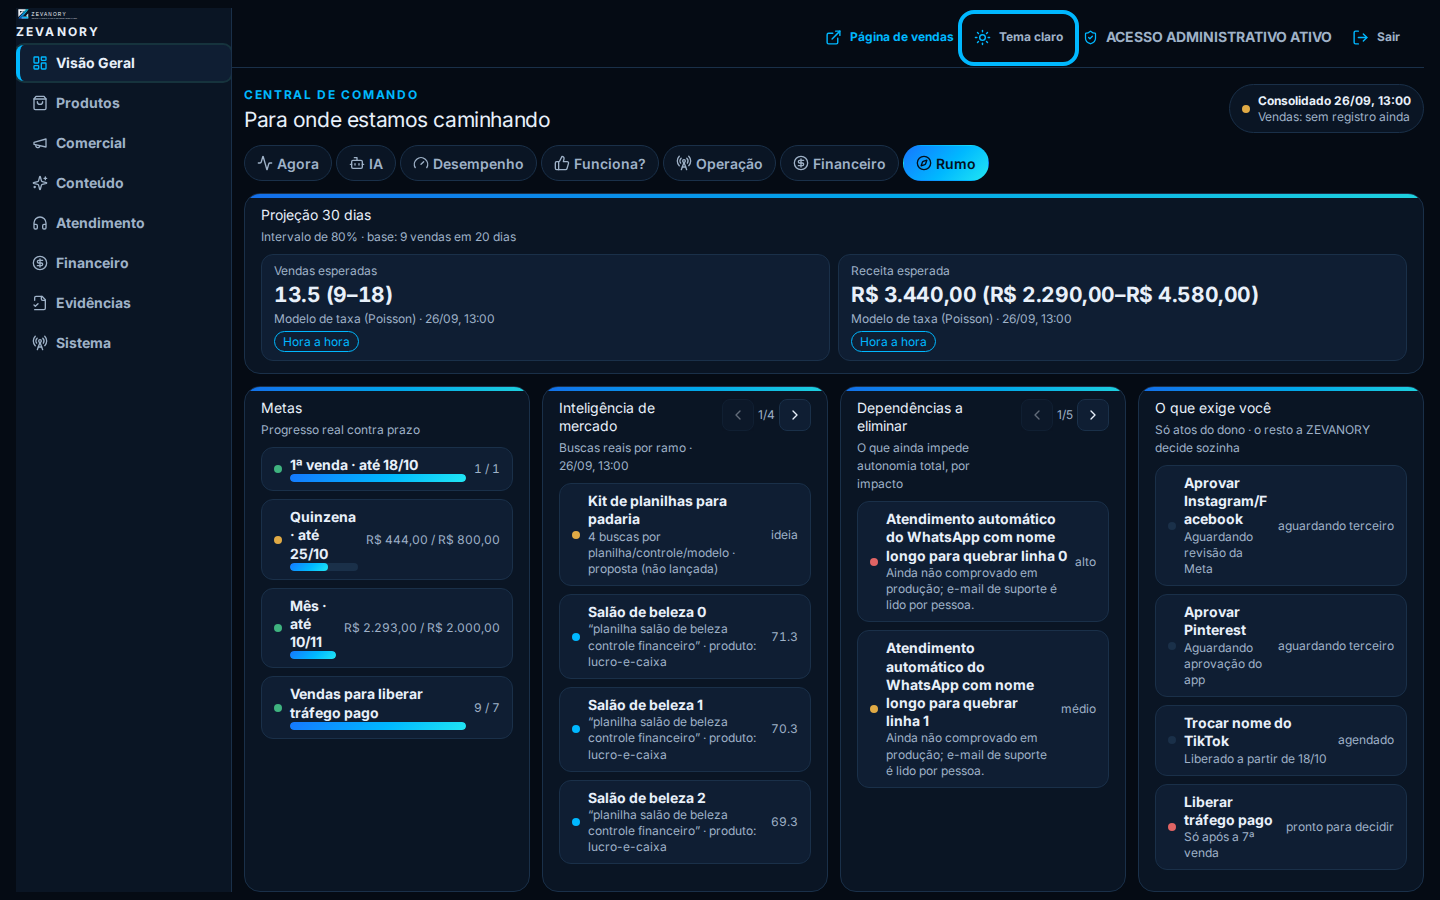 ZEVANORY
ZEVANORY
Visão Geral
Produtos
Comercial
Conteúdo
Atendimento
Financeiro
Evidências
Sistema
Página de vendas
Tema claro
ACESSO ADMINISTRATIVO ATIVO
Sair
CENTRAL DE COMANDO
Para onde estamos caminhando
Consolidado 26/09, 13:00
Vendas: sem registro ainda
Agora
IA
Desempenho
Funciona?
Operação
Financeiro
Rumo
Projeção 30 dias
Intervalo de 80% · base: 9 vendas em 20 dias
Vendas esperadas
13.5 (9–18)
Modelo de taxa (Poisson) · 26/09, 13:00
Hora a hora
Receita esperada
R$ 3.440,00 (R$ 2.290,00–R$ 4.580,00)
Modelo de taxa (Poisson) · 26/09, 13:00
Hora a hora
Metas
Progresso real contra prazo
1ª venda · até 18/10
1 / 1
Quinzena
· até
25/10
R$ 444,00 / R$ 800,00
Mês ·
até
10/11
R$ 2.293,00 / R$ 2.000,00
Vendas para liberar
tráfego pago
9 / 7
Inteligência de
mercado
1/4
Buscas reais por ramo ·
26/09, 13:00
Kit de planilhas para
padaria
4 buscas por
planilha/controle/modelo ·
proposta (não lançada)
ideia
Salão de beleza 0
“planilha salão de beleza
controle financeiro” · produto:
lucro-e-caixa
71.3
Salão de beleza 1
“planilha salão de beleza
controle financeiro” · produto:
lucro-e-caixa
70.3
Salão de beleza 2
“planilha salão de beleza
controle financeiro” · produto:
lucro-e-caixa
69.3
Dependências a
eliminar
1/5
O que ainda impede
autonomia total, por
impacto
Atendimento automático
do WhatsApp com nome
longo para quebrar linha 0
Ainda não comprovado em
produção; e-mail de suporte é
lido por pessoa.
alto
Atendimento
automático do
WhatsApp com nome
longo para quebrar
linha 1
Ainda não comprovado em
produção; e-mail de suporte
é lido por pessoa.
médio
O que exige você
Só atos do dono · o resto a ZEVANORY
decide sozinha
Aprovar
Instagram/F
acebook
Aguardando
revisão da
Meta
aguardando terceiro
Aprovar
Pinterest
Aguardando
aprovação do
app
aguardando terceiro
Trocar nome do
TikTok
Liberado a partir de 18/10
agendado
Liberar
tráfego pago
Só após a 7ª
venda
pronto para decidir